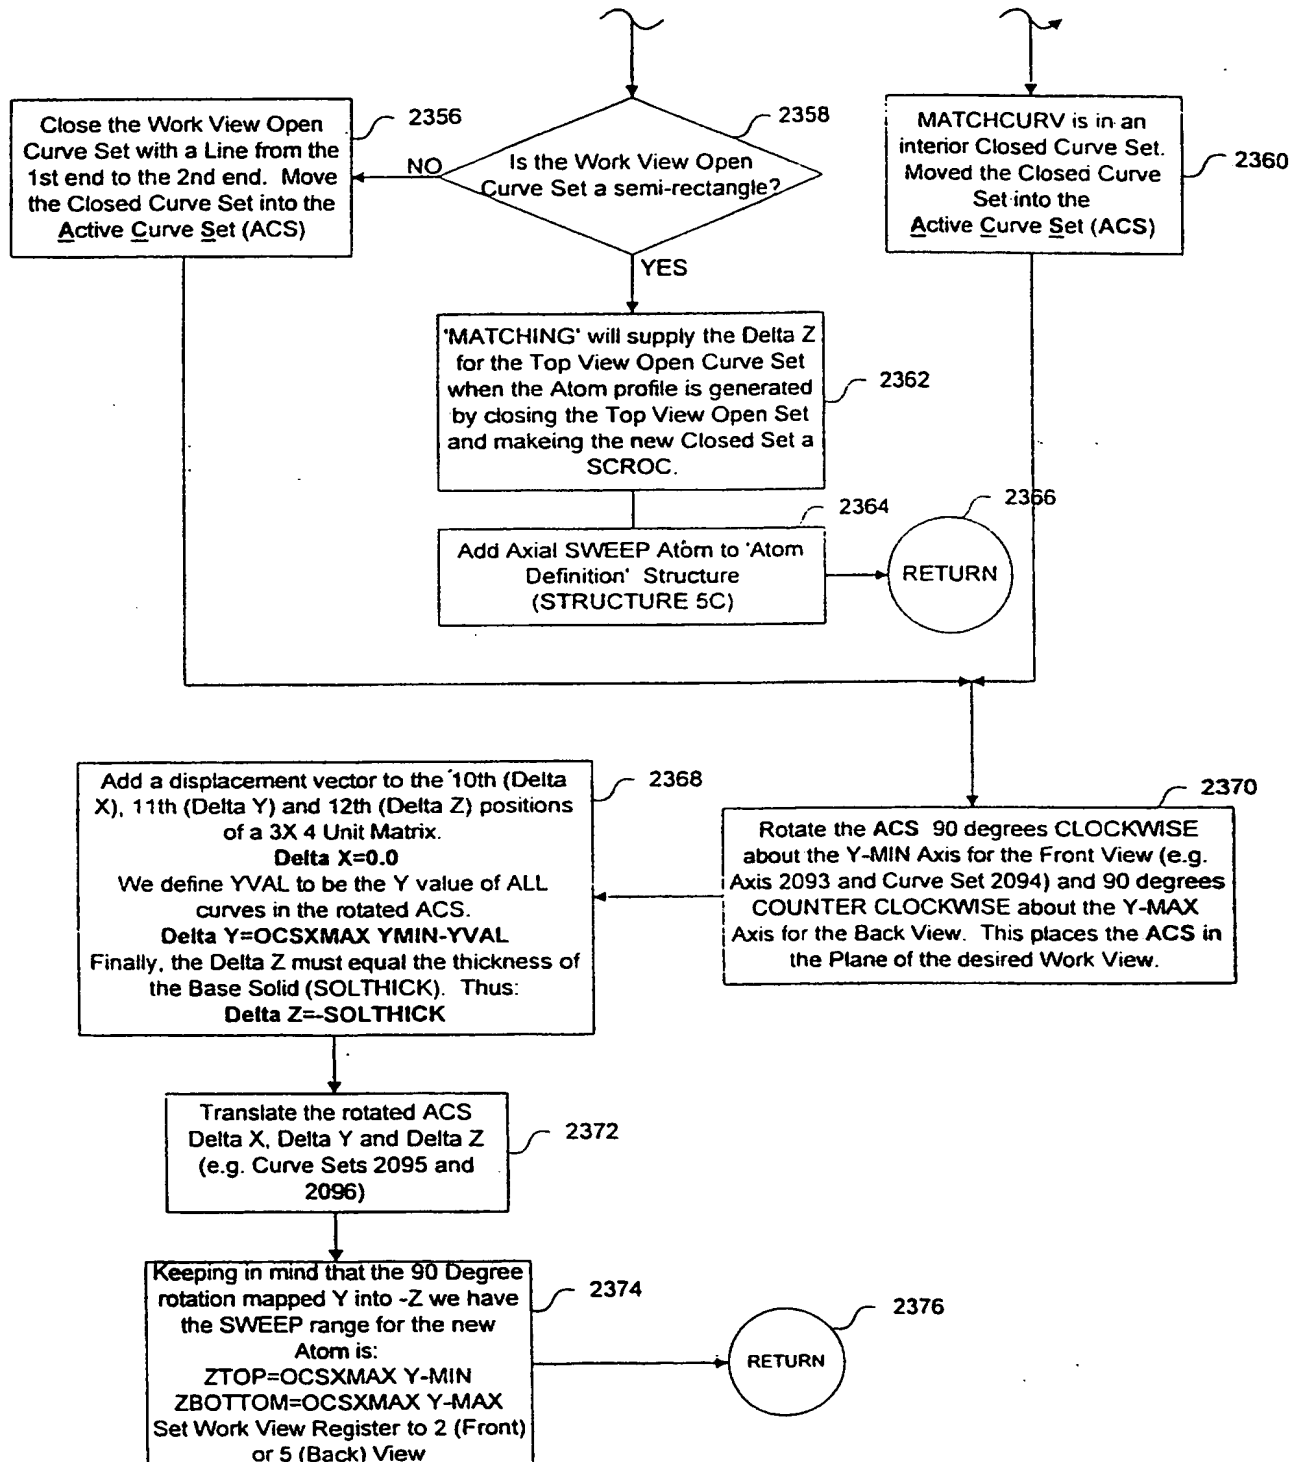 Close the Work View Open
Curve Set with a Line from the
1st end to the 2nd end. Move
the Closed Curve Set into the
Active Curve Set (ACS)
2356
NO
Is the Work View Open
Curve Set a semi-rectangle?
2358
YES
MATCHCURV is in an
interior Closed Curve Set.
Moved the Closed Curve
Set into the
Active Curve Set (ACS)
2360
'MATCHING' will supply the Delta Z
for the Top View Open Curve Set
when the Atom profile is generated
by closing the Top View Open Set
and makeing the new Closed Set a
SCROC.
2362
2364
Add Axial SWEEP Atom to 'Atom
Definition' Structure
(STRUCTURE 5C)
2366
RETURN
Add a displacement vector to the 10th (Delta
X), 11th (Delta Y) and 12th (Delta Z) positions
of a 3X 4 Unit Matrix.
Delta X=0.0
We define YVAL to be the Y value of ALL
curves in the rotated ACS.
Delta Y=OCSXMAX YMIN-YVAL
Finally, the Delta Z must equal the thickness of
the Base Solid (SOLTHICK). Thus:
Delta Z=-SOLTHICK
2368
2370
Rotate the ACS 90 degrees CLOCKWISE
about the Y-MIN Axis for the Front View (e.g.
Axis 2093 and Curve Set 2094) and 90 degrees
COUNTER CLOCKWISE about the Y-MAX
Axis for the Back View. This places the ACS in
the Plane of the desired Work View.
Translate the rotated ACS
Delta X, Delta Y and Delta Z
(e.g. Curve Sets 2095 and
2096)
2372
Keeping in mind that the 90 Degree
rotation mapped Y into -Z we have
the SWEEP range for the new
Atom is:
ZTOP=OCSXMAX Y-MIN
ZBOTTOM=OCSXMAX Y-MAX
Set Work View Register to 2 (Front)
or 5 (Back) View
2374
2376
RETURN